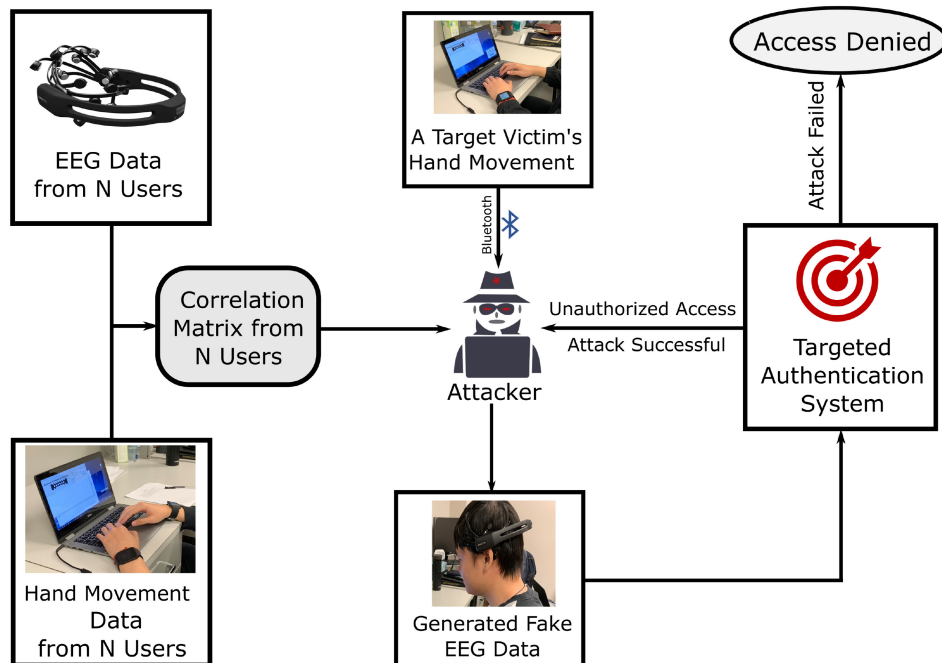 EEG Data
from N Users
A Target Victim's
Hand Movement
Access Denied
Attack Failed
Bluetooth
Correlation
Matrix from
N Users
Attacker
Unauthorized Access
Attack Successful
Targeted
Authentication
System
Hand Movement
Data
from N Users
Generated Fake
EEG Data